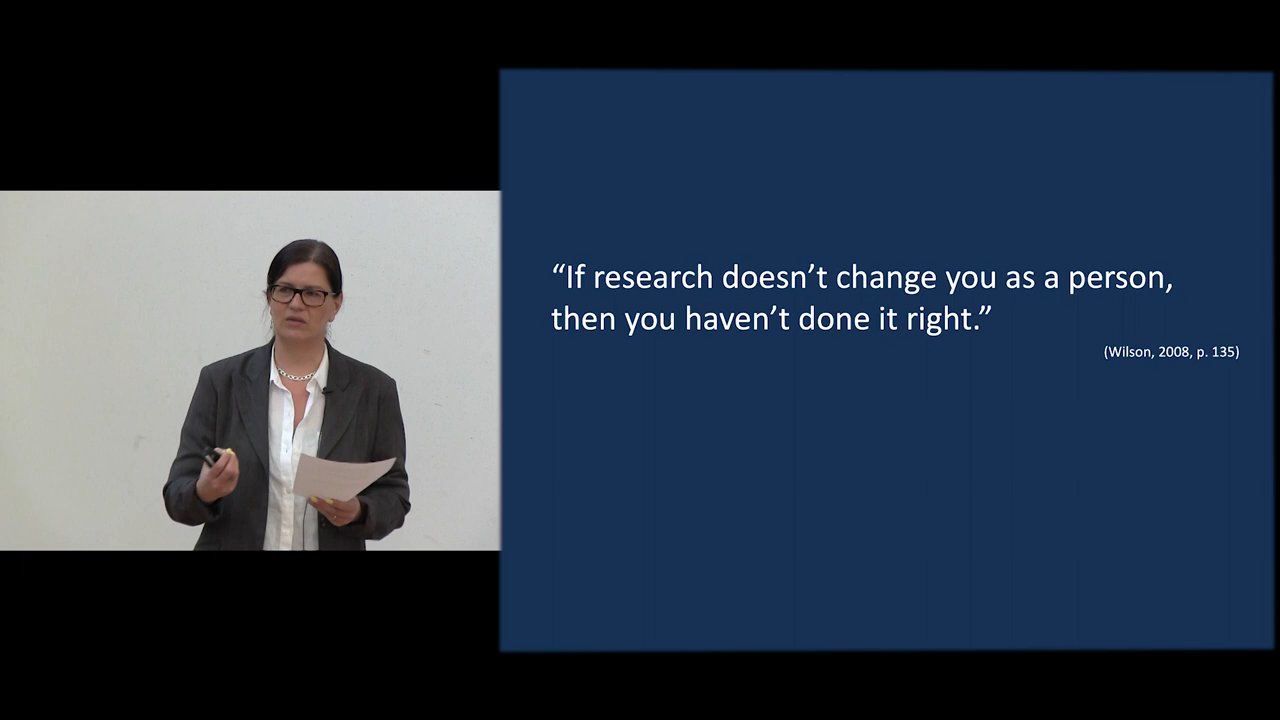 “If research doesn’t change you as a person,
then you haven’t done it right.”
(Wilson, 2008, p. 135)